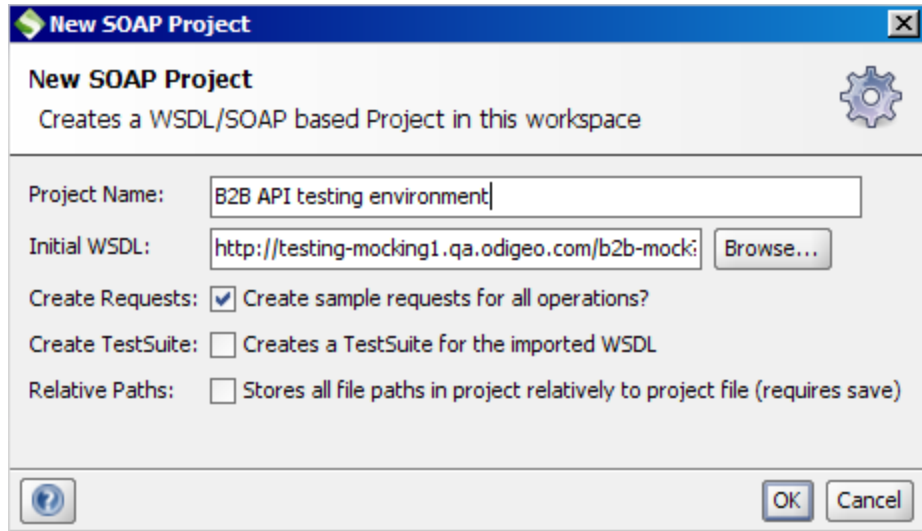 New SOAP Project
New SOAP Project
Creates a WSDL/SOAP based Project in this workspace
Project Name: B2B API testing environment
Initial WSDL: http://testing-mocking1.qa.odigeo.com/b2b-mock Browse...
Create Requests: Create sample requests for all operations?
Create TestSuite: Creates a TestSuite for the imported WSDL
Relative Paths: Stores all file paths in project relatively to project file (requires save)
OK Cancel